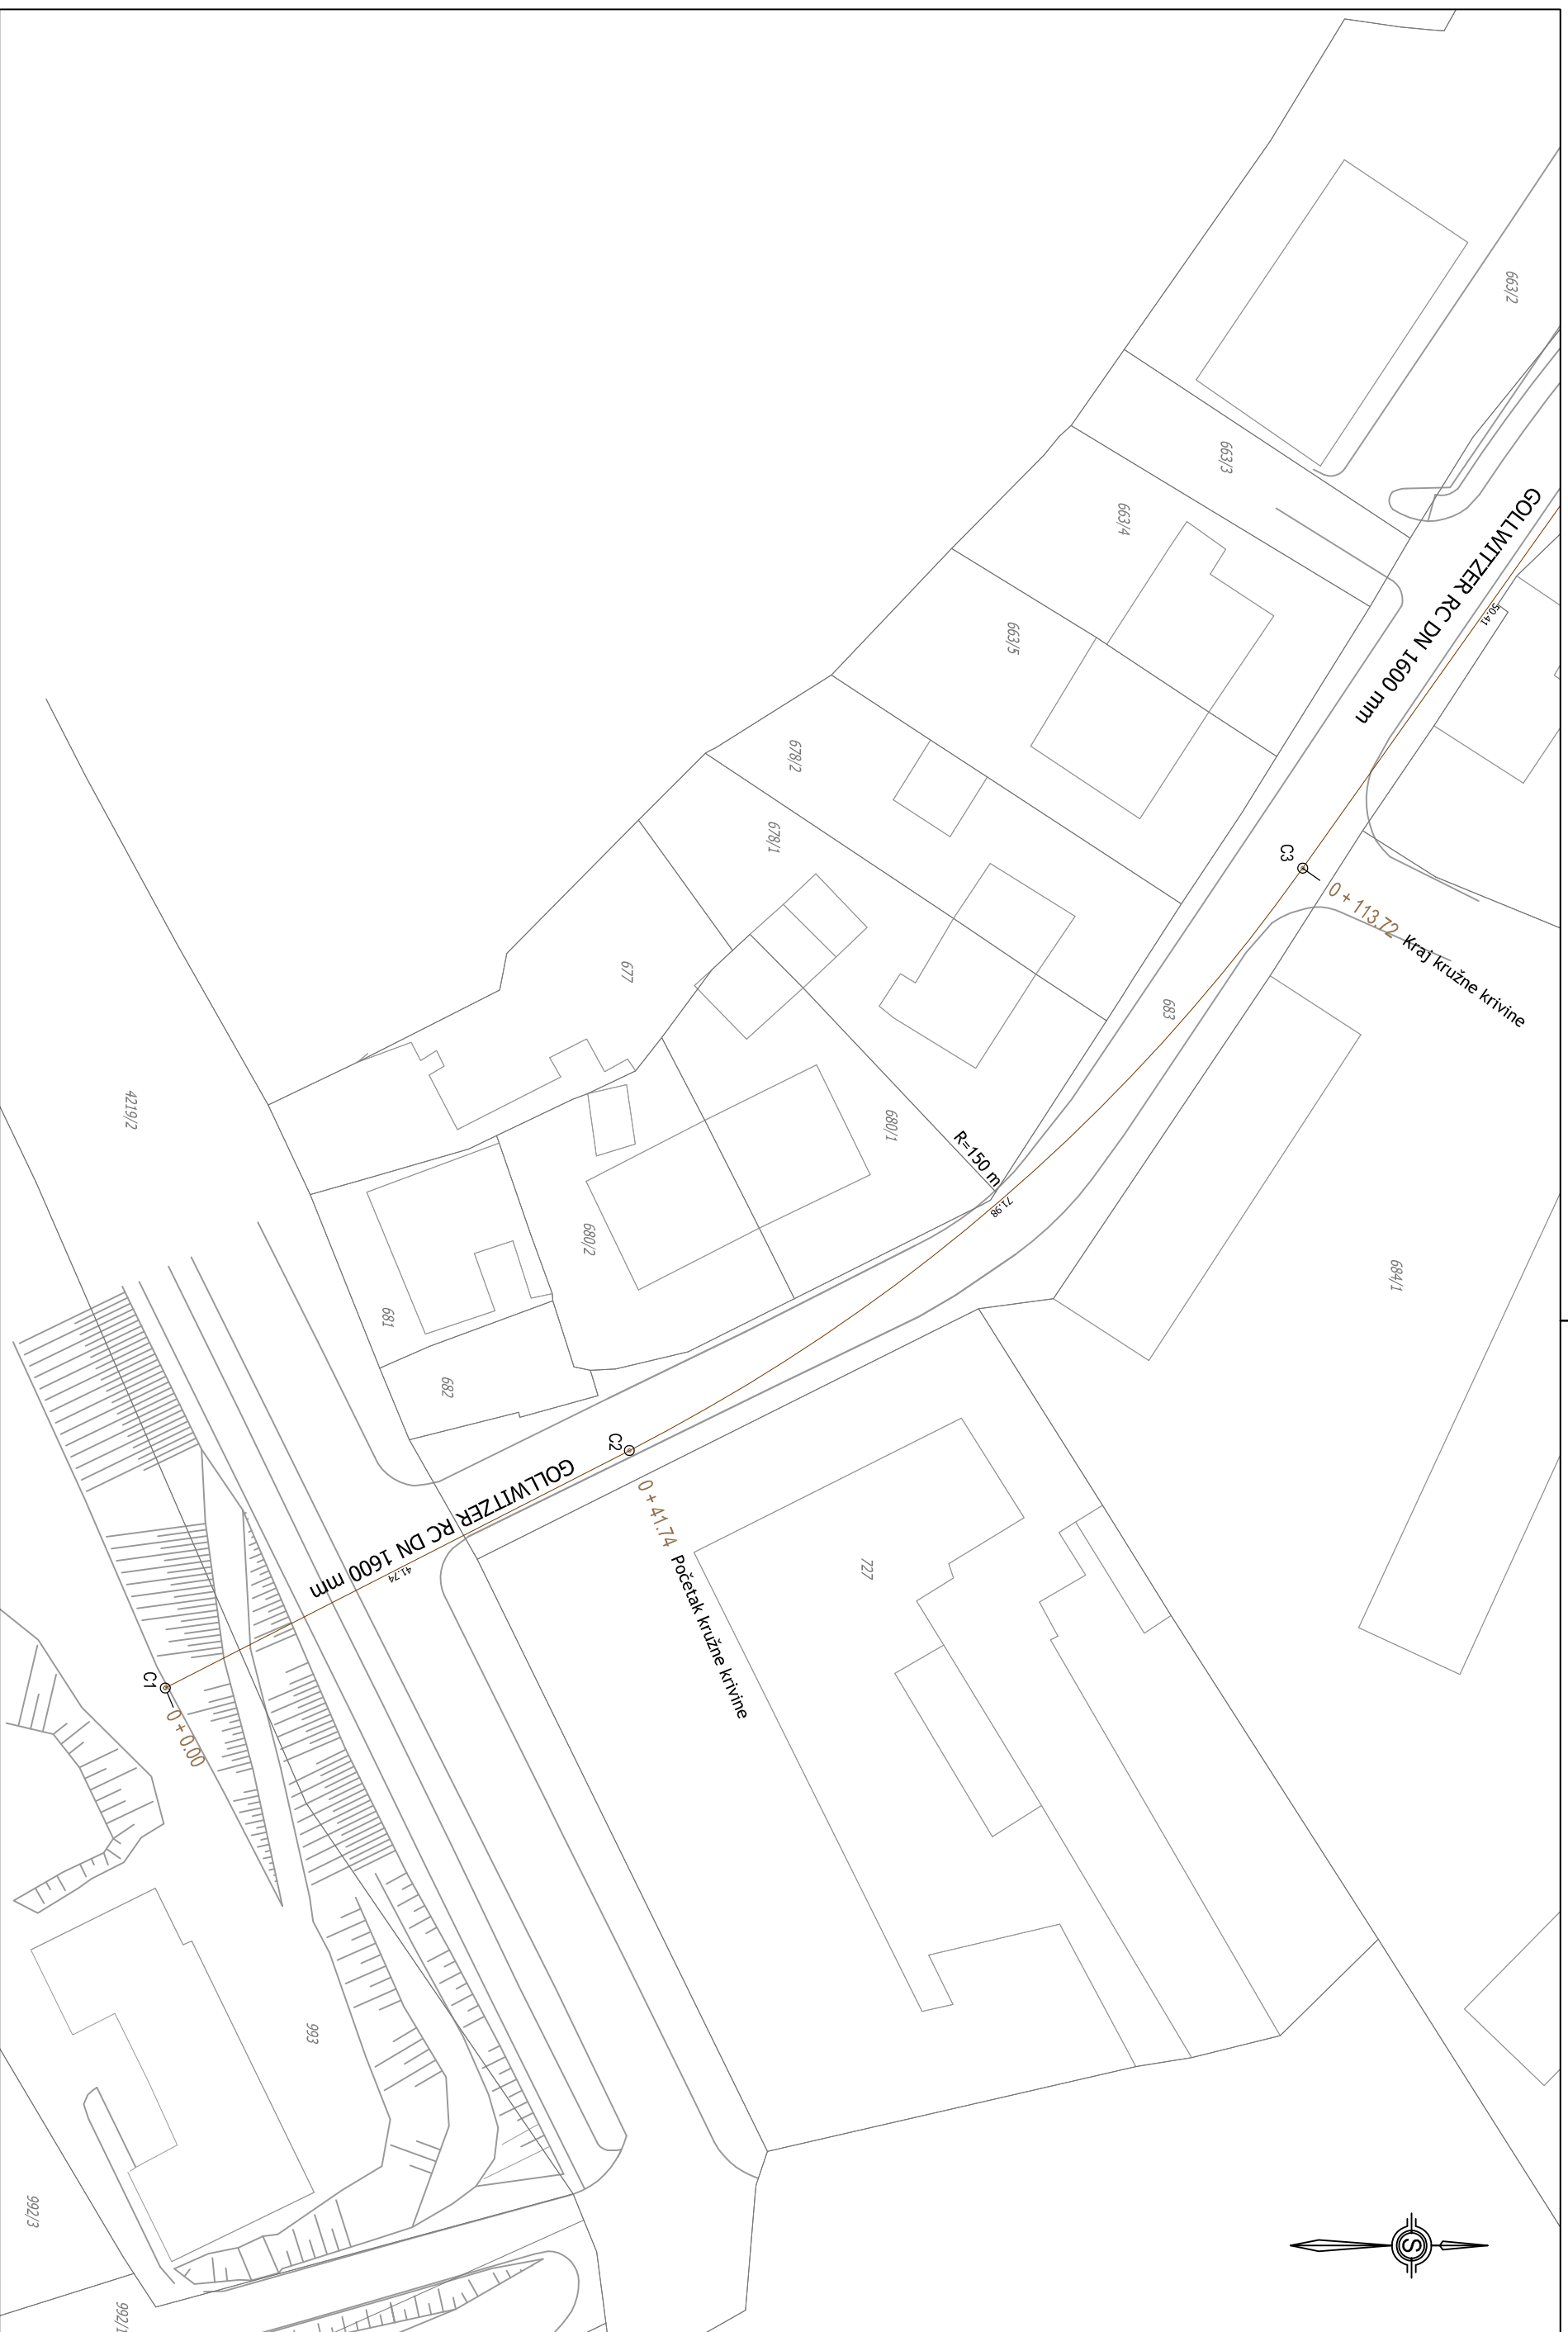 663/2
GOLLWITZER RC DN 1600 mm
50.41
663/3
663/4
663/5
678/2
678/1
C3
0 + 113.72 Kraj kružne krivine
677
683
4219/2
680/1
R=150 m
71.98
680/2
684/1
681
682
C2
0 + 41.74 Početak kružne krivine
GOLLWITZER RC DN 1600 mm
41.74
727
C1
0 + 0.00
993
992/3
S